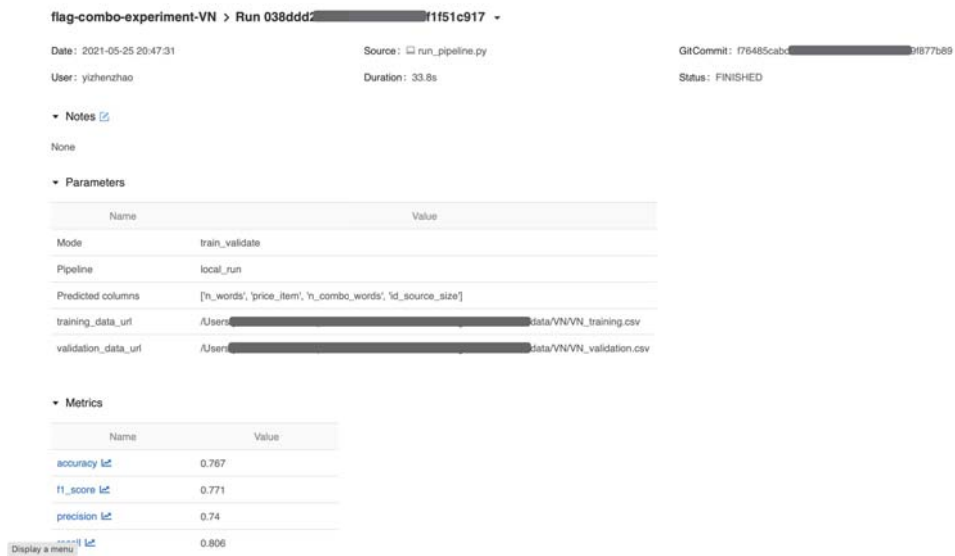 flag-combo-experiment-VN > Run 038ddd2 f1f51c917
Date: 2021-05-25 20:47:31 Source: run_pipeline.py GitCommit: f76485cabc 9f877b89
User: yizhenzhao Duration: 33.8s Status: FINISHED
Notes
None
Parameters
Name Value
Mode train_validate
Pipeline local_run
Predicted columns ['n_words', 'price_item', 'n_combo_words', 'id_source_size']
training_data_url /Users data/VN/VN_training.csv
validation_data_url /Users data/VN/VN_validation.csv
Metrics
Name Value
accuracy 0.767
f1_score 0.771
precision 0.74
0.806
Display a menu